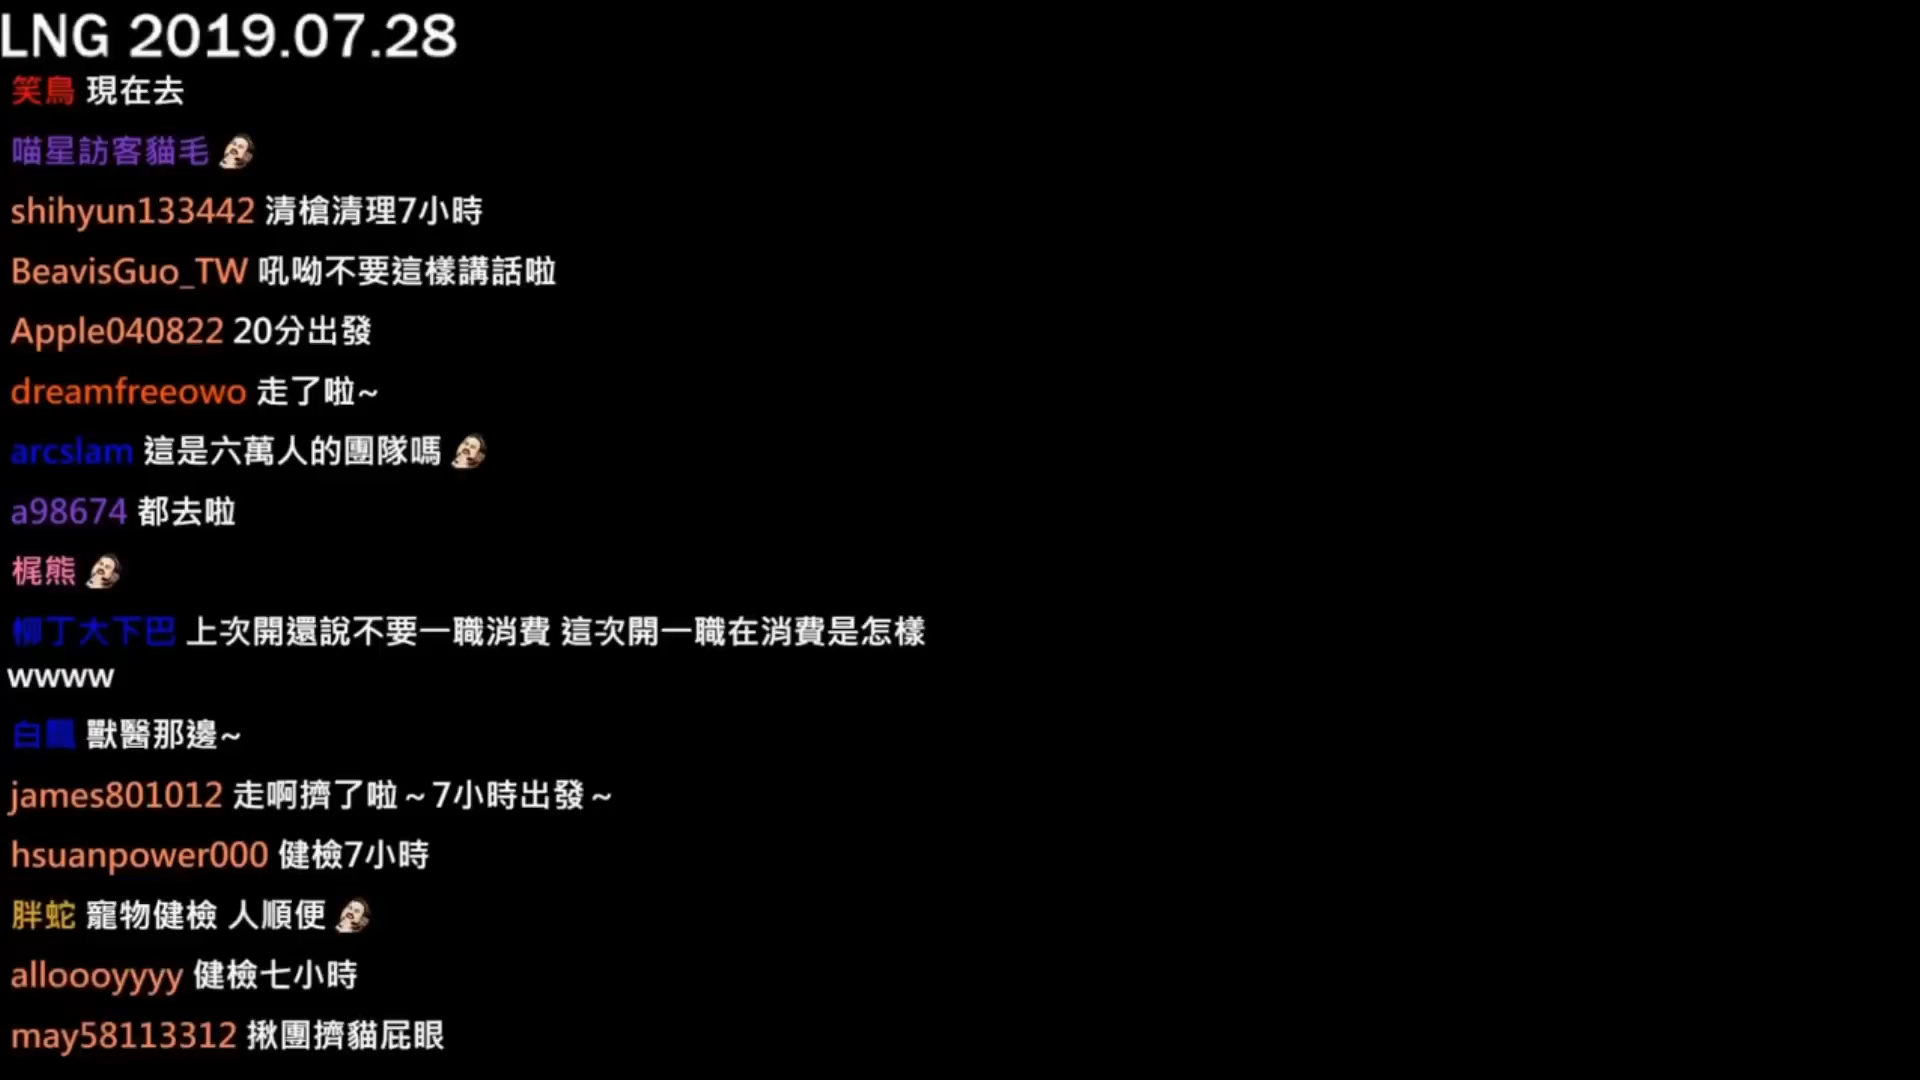 LNG 2019.07.28
笑鳥 現在去
喵星訪客貓毛
shihyun133442 清槍清理7小時
BeavisGuo_TW 吼呦不要這樣講話啦
Apple040822 20分出發
dreamfreeowo 走了啦~
arcslam 這是六萬人的團隊嗎
a98674 都去啦
梶熊
柳丁大下巴 上次開還說不要一職消費 這次開一職在消費是怎樣
wwww
白 獸醫那邊~
james801012 走啊擠了啦～7小時出發～
hsuanpower000 健檢7小時
胖蛇 寵物健檢 人順便
alloooyyyy 健檢七小時
may58113312 揪團擠貓屁眼